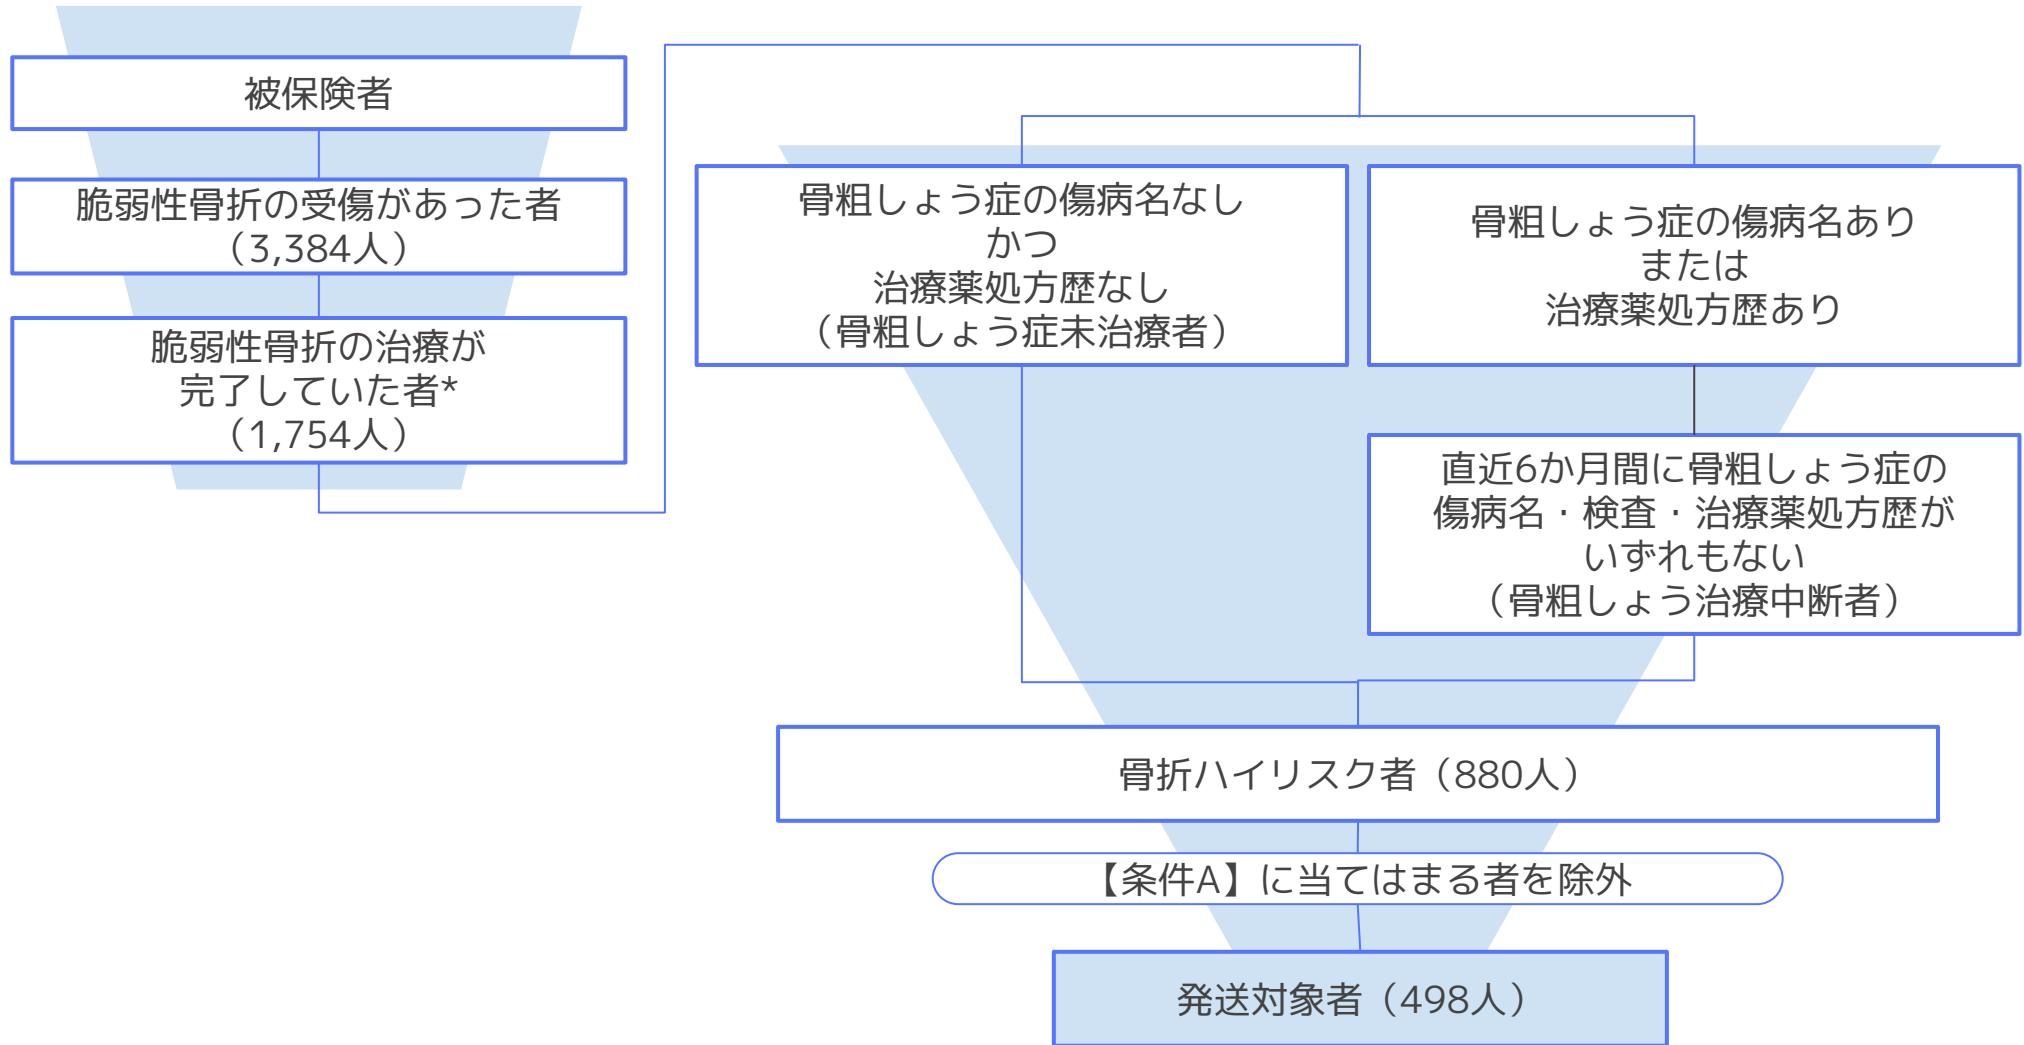 被保険者
脆弱性骨折の受傷があった者
（3,384人）
脆弱性骨折の治療が
完了していた者*
（1,754人）
骨粗しょう症の傷病名なし
かつ
治療薬処方歴なし
（骨粗しょう症未治療者）
骨粗しょう症の傷病名あり
または
治療薬処方歴あり
直近6か月間に骨粗しょう症の
傷病名・検査・治療薬処方歴が
いずれもない
（骨粗しょう治療中断者）
骨折ハイリスク者（880人）
【条件A】に当てはまる者を除外
発送対象者（498人）